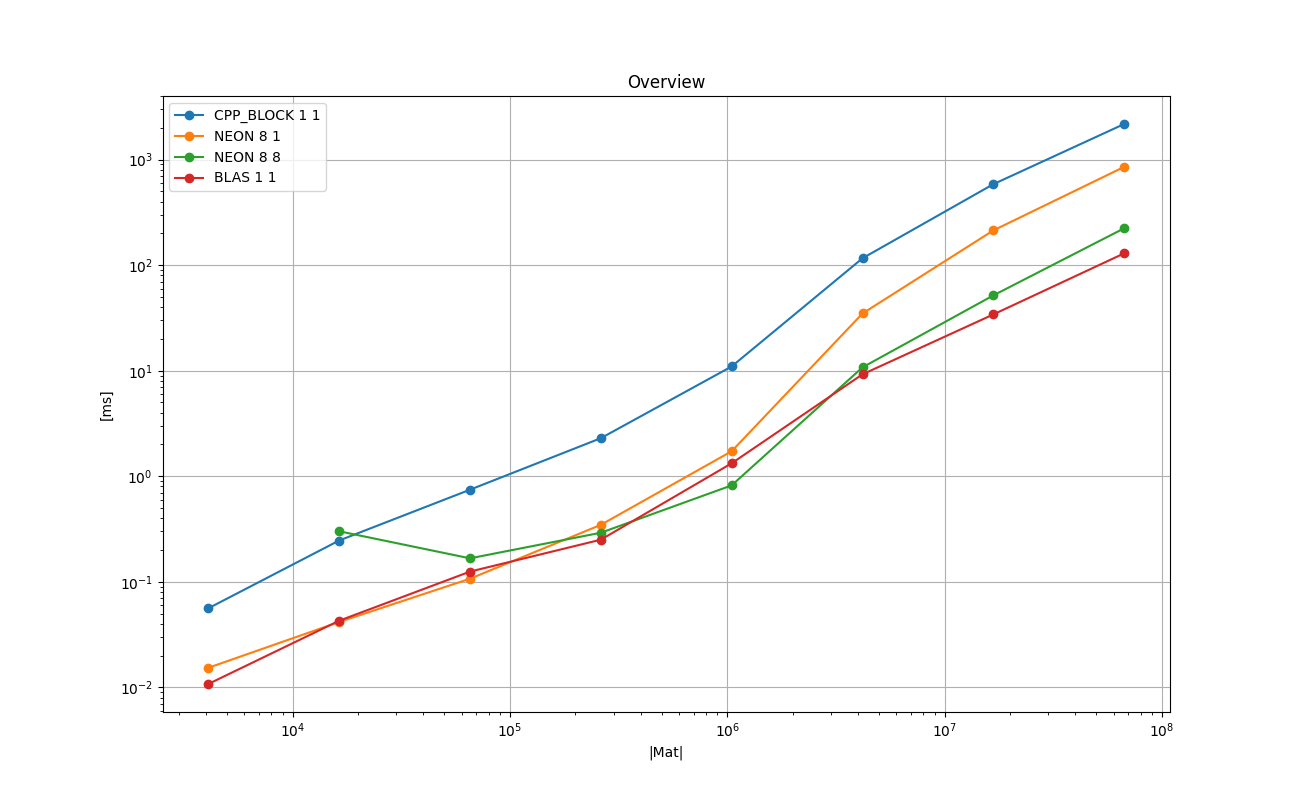 Overview
CPP_BLOCK 1 1
NEON 8 1
NEON 8 8
BLAS 1 1
[ms]
10³
10²
10¹
10⁰
10⁻¹
10⁻²
10⁴ 10⁵ 10⁶ 10⁷ 10⁸
|Mat|